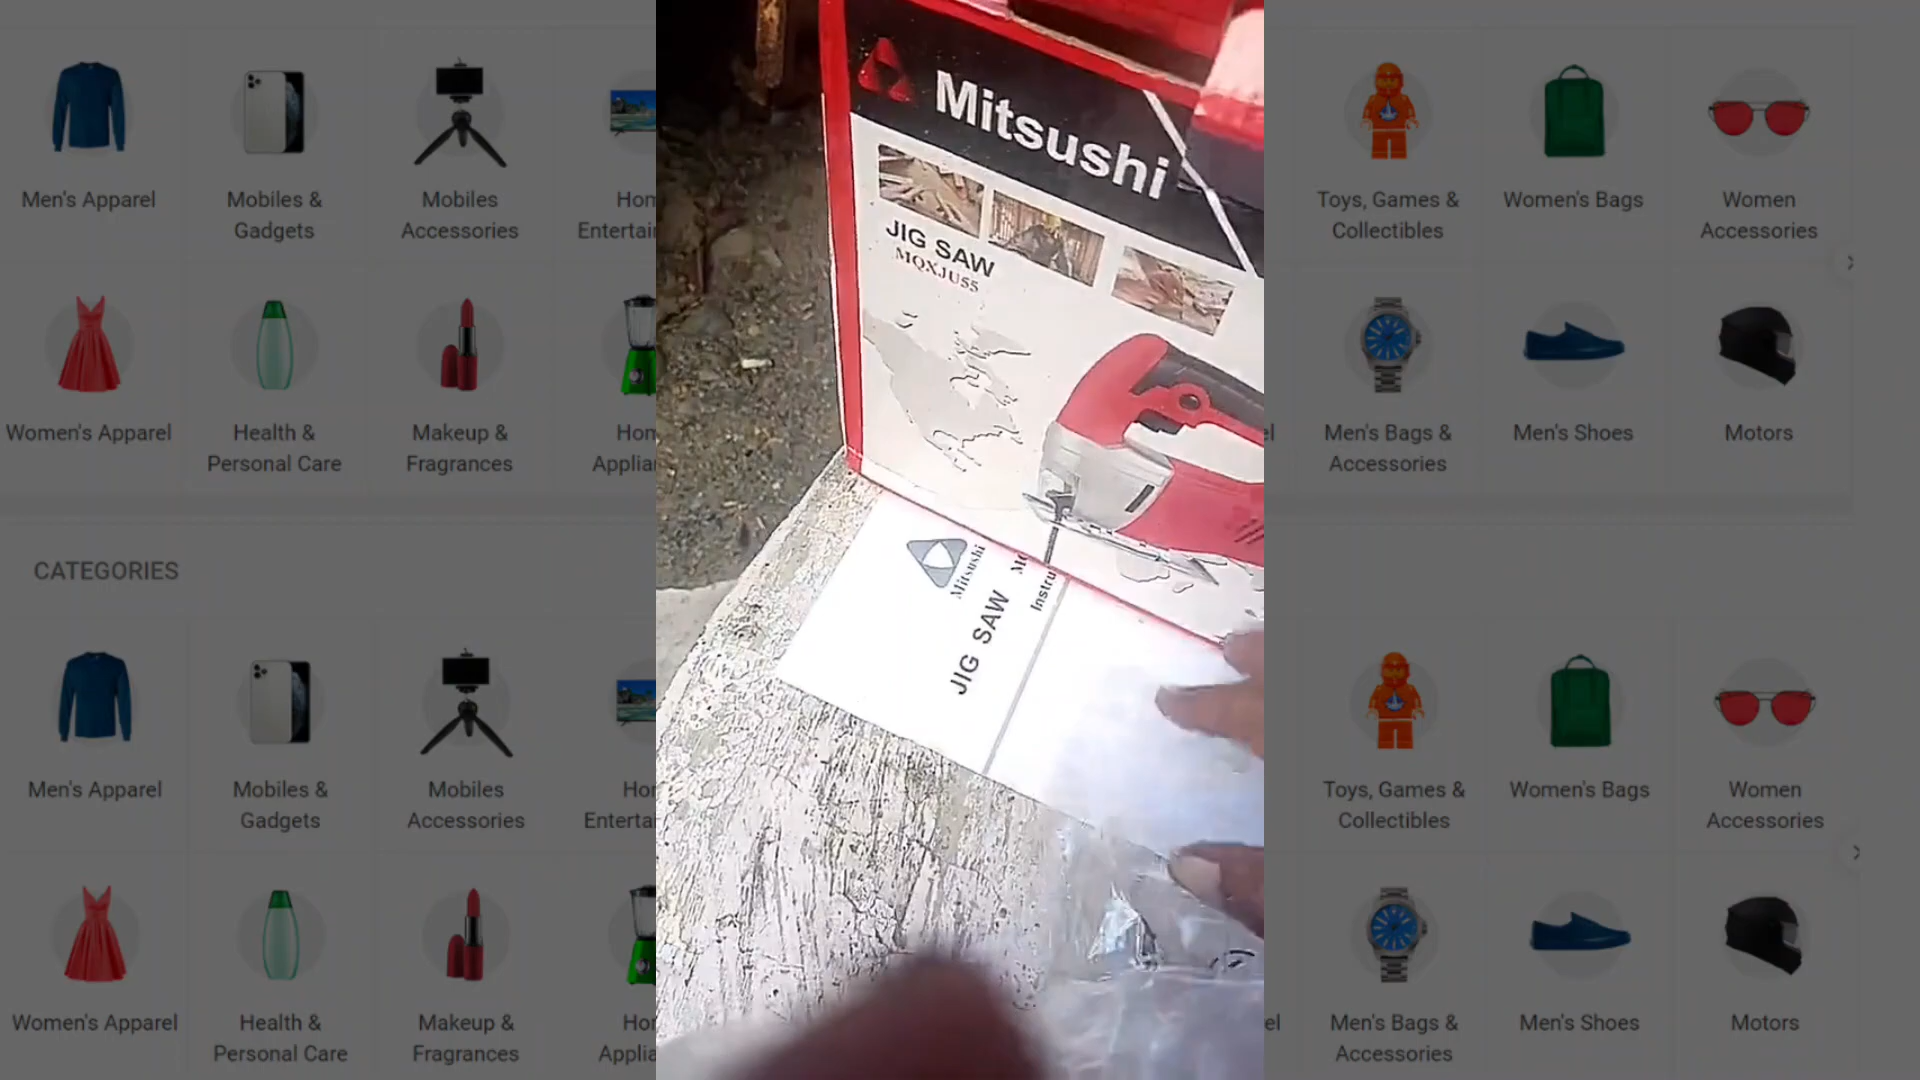 Men's Apparel
Mobiles &
Gadgets
Mobiles
Accessories
Toys, Games &
Collectibles
Women's Bags
Women
Accessories
Women's Apparel
Health &
Personal Care
Makeup &
Fragrances
Men's Bags &
Accessories
Men's Shoes
Motors
CATEGORIES
Men's Apparel
Mobiles &
Gadgets
Mobiles
Accessories
Toys, Games &
Collectibles
Women's Bags
Women
Accessories
Women's Apparel
Health &
Personal Care
Makeup &
Fragrances
Men's Bags &
Accessories
Men's Shoes
Motors
Mitsushi
JIG SAW
MQXJU55
Mitsushi
JIG SAW